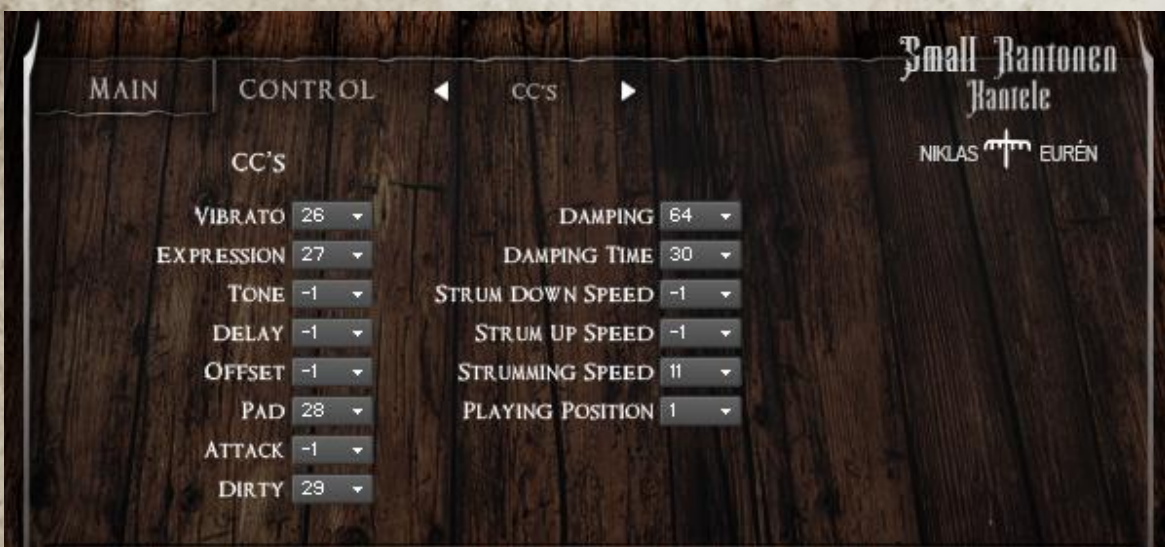 Small Rantonen
Kantele
MAIN CONTROL CC'S
NIKLAS EURÉN
CC'S
VIBRATO 26
EXPRESSION 27
TONE -1
DELAY -1
OFFSET -1
PAD 28
ATTACK -1
DIRTY 29
DAMPING 64
DAMPING TIME 30
STRUM DOWN SPEED -1
STRUM UP SPEED -1
STRUMMING SPEED 11
PLAYING POSITION 1